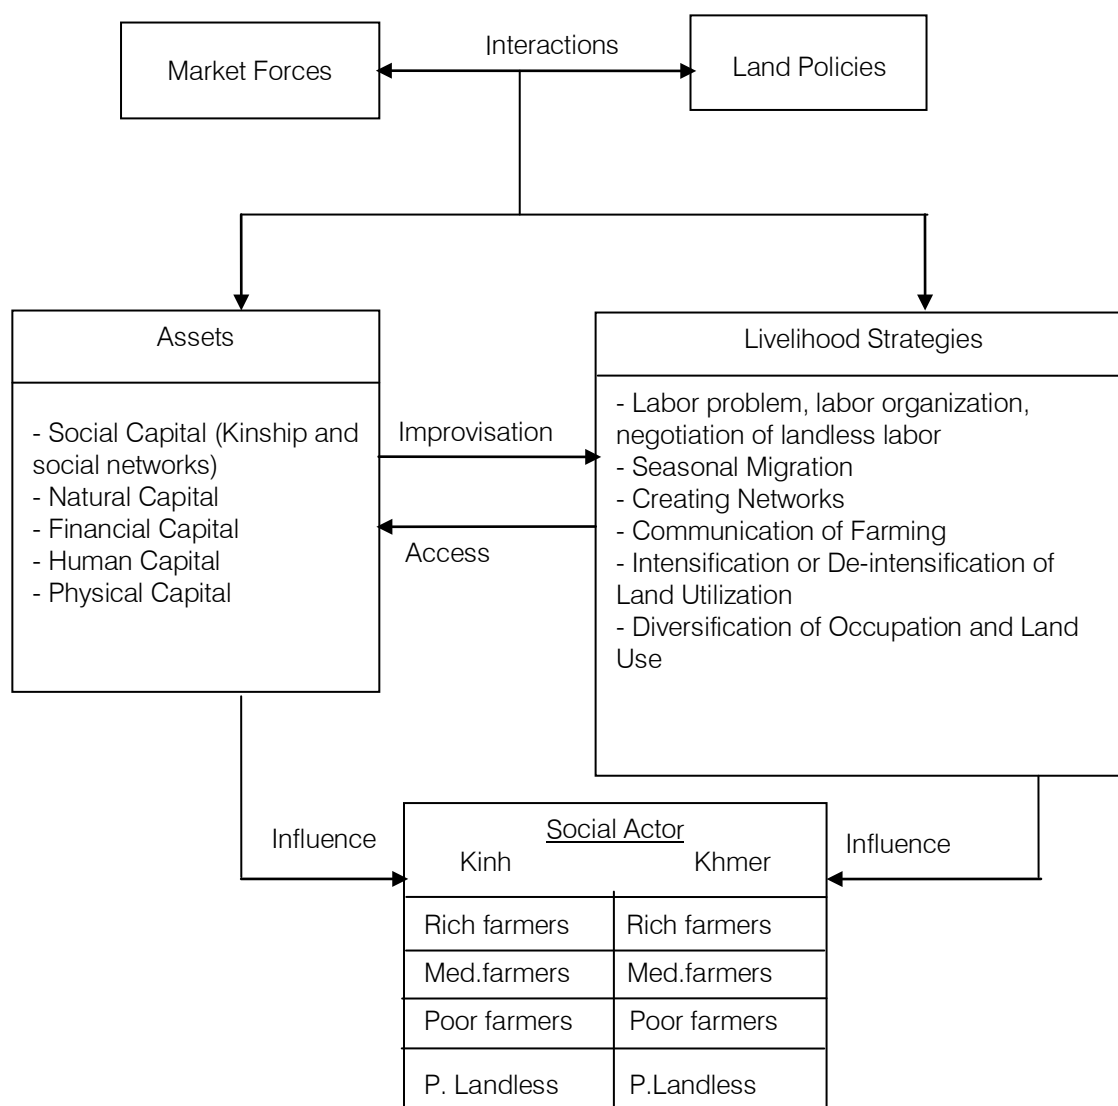 Interactions
Market Forces
Land Policies
Assets
- Social Capital (Kinship and
social networks)
- Natural Capital
- Financial Capital
- Human Capital
- Physical Capital
Improvisation
Access
Livelihood Strategies
- Labor problem, labor organization,
negotiation of landless labor
- Seasonal Migration
- Creating Networks
- Communication of Farming
- Intensification or De-intensification of
Land Utilization
- Diversification of Occupation and Land
Use
Influence
Influence
Social Actor
Kinh Khmer
Rich farmers Rich farmers
Med.farmers Med.farmers
Poor farmers Poor farmers
P. Landless P.Landless